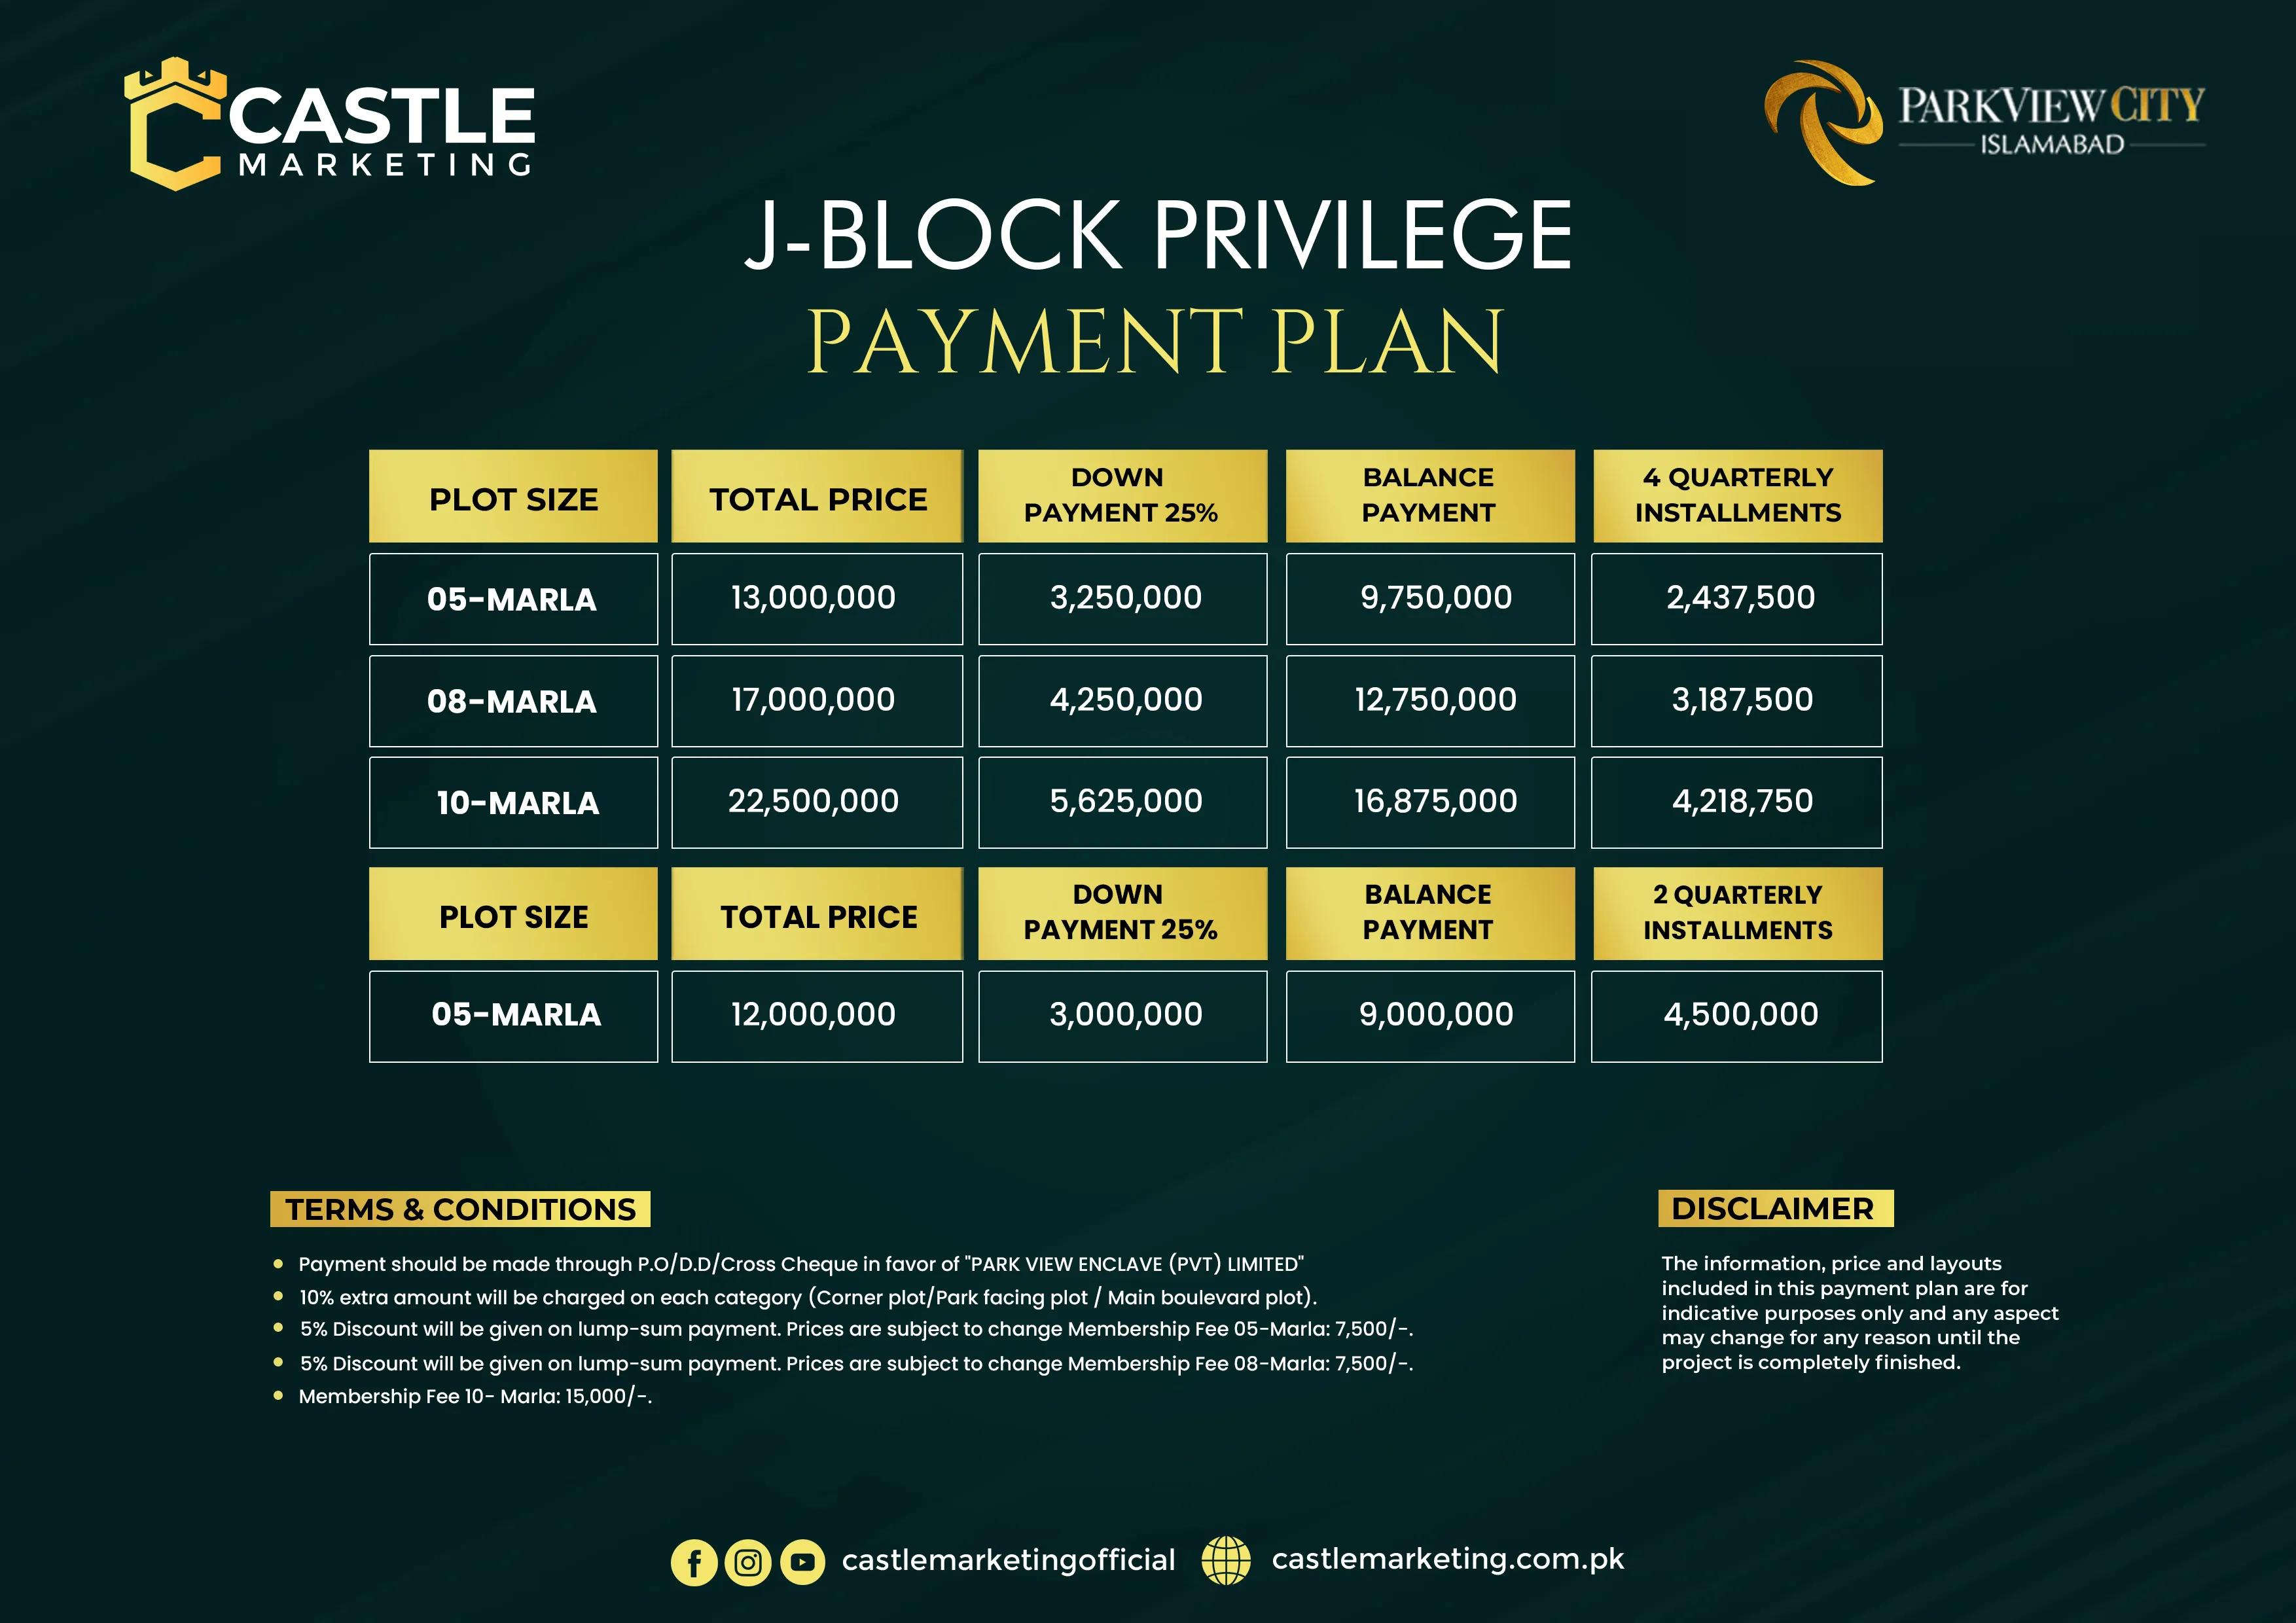 CASTLE
MARKETING
PARKVIEW CITY
ISLAMABAD
J-BLOCK PRIVILEGE
PAYMENT PLAN
PLOT SIZE TOTAL PRICE DOWN PAYMENT 25% BALANCE PAYMENT 4 QUARTERLY INSTALLMENTS
05-MARLA 13,000,000 3,250,000 9,750,000 2,437,500
08-MARLA 17,000,000 4,250,000 12,750,000 3,187,500
10-MARLA 22,500,000 5,625,000 16,875,000 4,218,750
PLOT SIZE TOTAL PRICE DOWN PAYMENT 25% BALANCE PAYMENT 2 QUARTERLY INSTALLMENTS
05-MARLA 12,000,000 3,000,000 9,000,000 4,500,000
TERMS & CONDITIONS
• Payment should be made through P.O/D.D/Cross Cheque in favor of "PARK VIEW ENCLAVE (PVT) LIMITED"
• 10% extra amount will be charged on each category (Corner plot/Park facing plot / Main boulevard plot).
• 5% Discount will be given on lump-sum payment. Prices are subject to change Membership Fee 05-Marla: 7,500/-.
• 5% Discount will be given on lump-sum payment. Prices are subject to change Membership Fee 08-Marla: 7,500/-.
• Membership Fee 10- Marla: 15,000/-.
DISCLAIMER
The information, price and layouts
included in this payment plan are for
indicative purposes only and any aspect
may change for any reason until the
project is completely finished.
castlemarketingofficial castlemarketing.com.pk